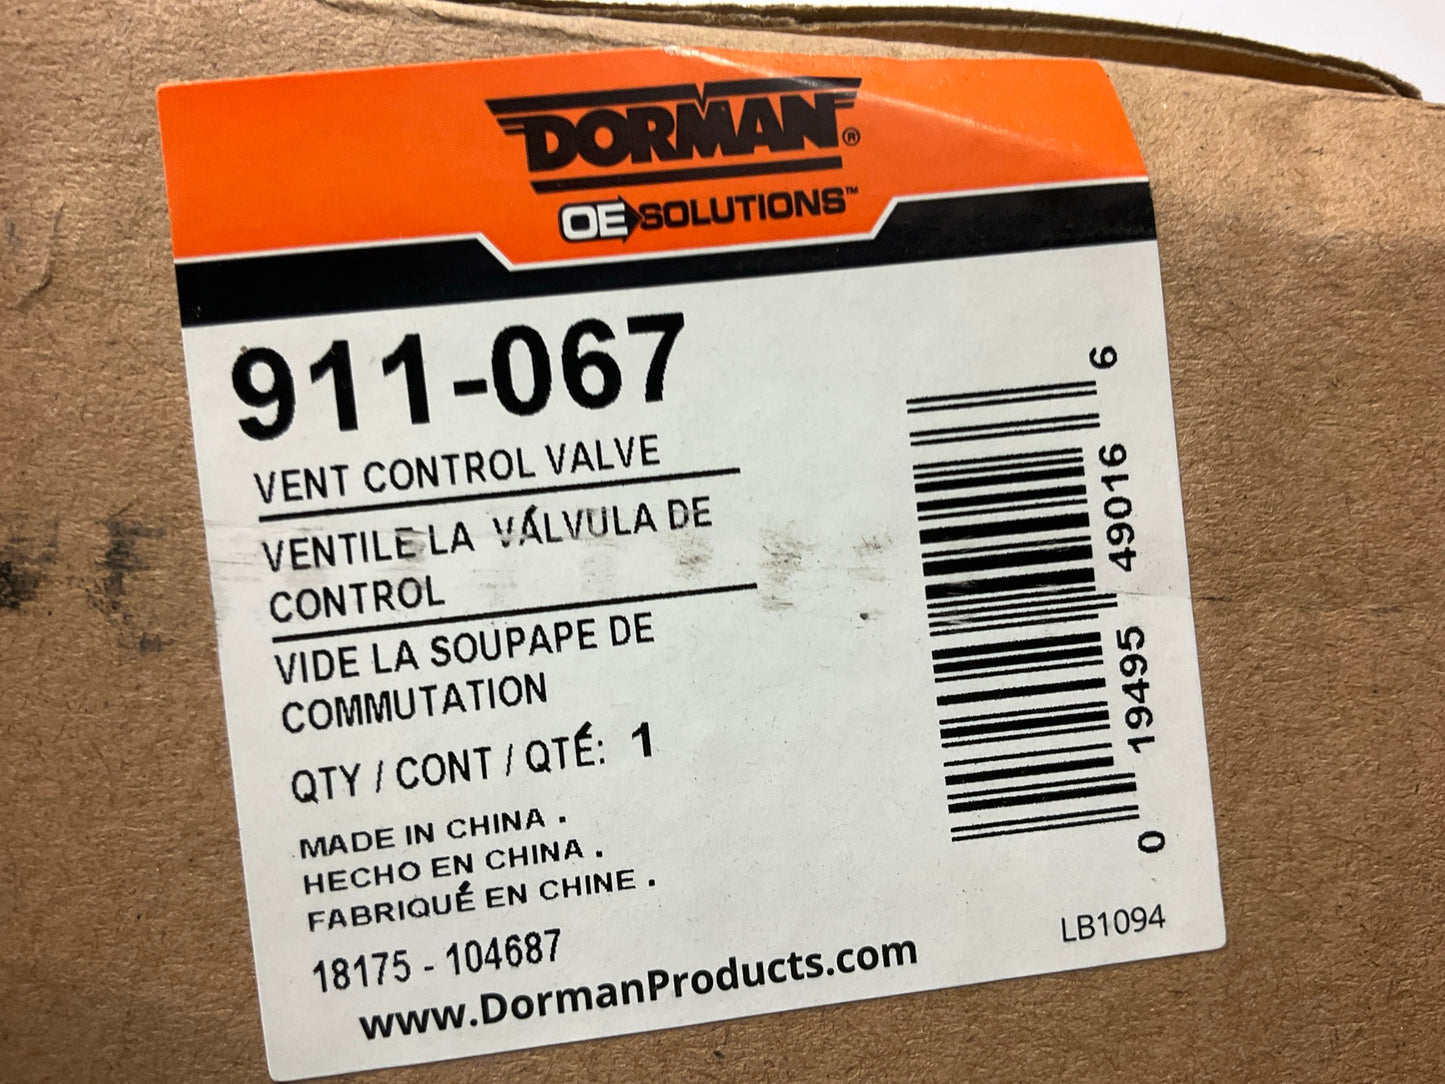 DORMAN®
OE SOLUTIONS™
911-067
VENT CONTROL VALVE
VENTILE LA VÁLVULA DE
CONTROL
VIDE LA SOUPAPE DE
COMMUTATION
QTY / CONT / QTÉ: 1
MADE IN CHINA .
HECHO EN CHINA .
FABRIQUÉ EN CHINE .
18175 - 104687
www.DormanProducts.com
0 19495 49016 6
LB1094